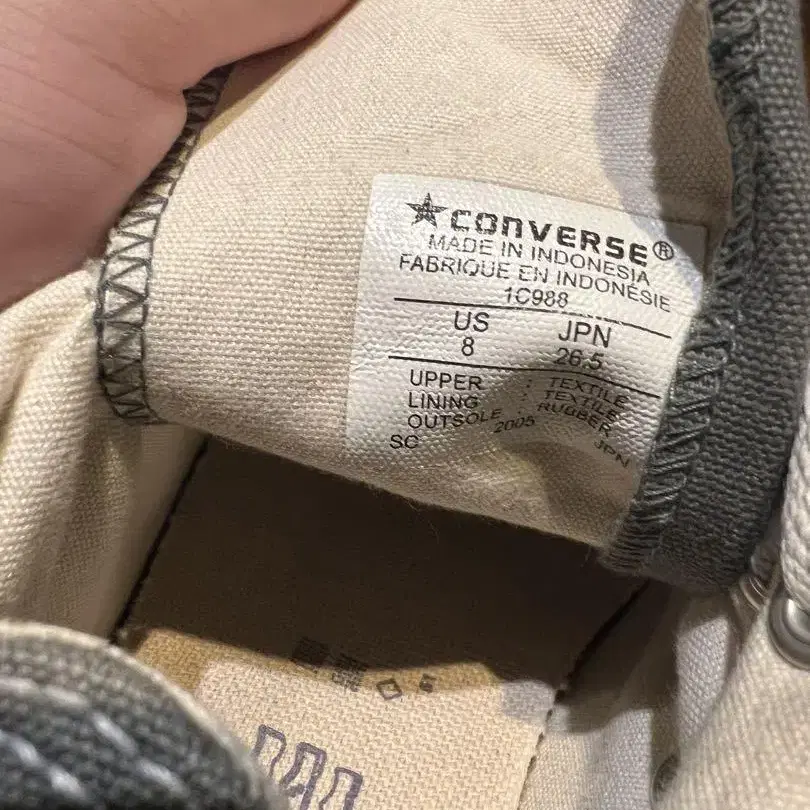 CONVERSE®
MADE IN INDONESIA
FABRIQUE EN INDONÉSIE
1C988
US JPN
8 26.5
UPPER : TEXTILE
LINING : TEXTILE
OUTSOLE : RUBBER
SC 2005 JPN